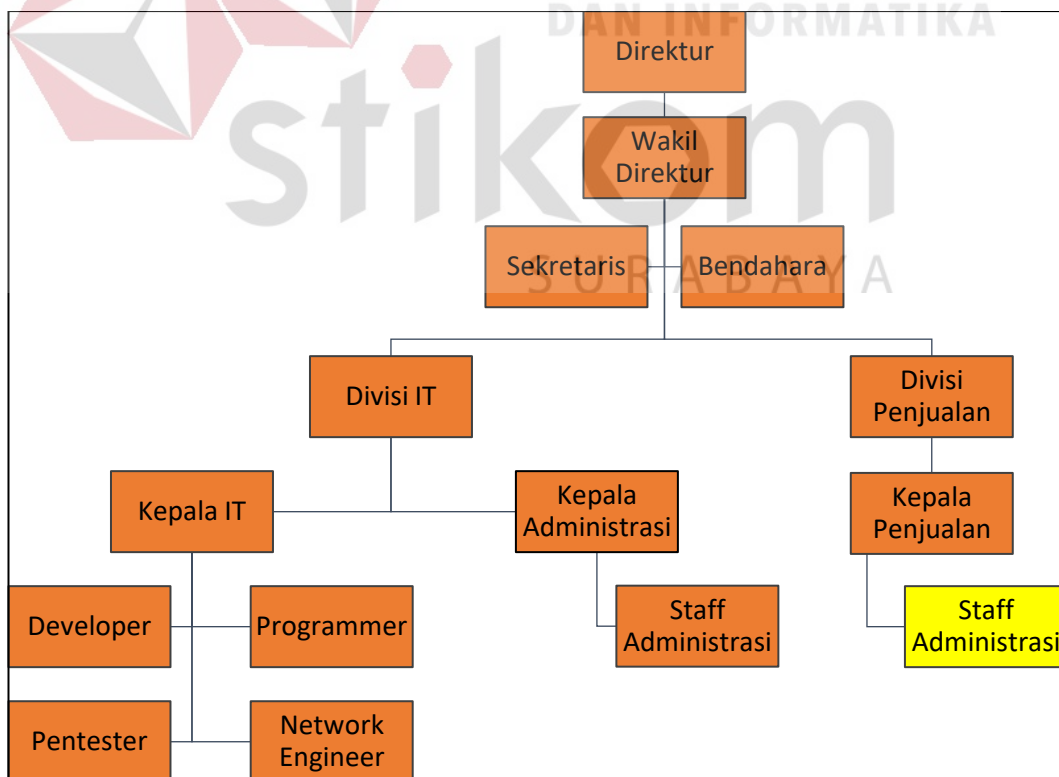 DAN INFORMATIKA
Direktur
stikom
Wakil
Direktur
Sekretaris
Bendahara
SURABAYA
Divisi IT
Divisi
Penjualan
Kepala IT
Kepala
Administrasi
Kepala
Penjualan
Developer
Programmer
Staff
Administrasi
Staff
Administrasi
Pentester
Network
Engineer